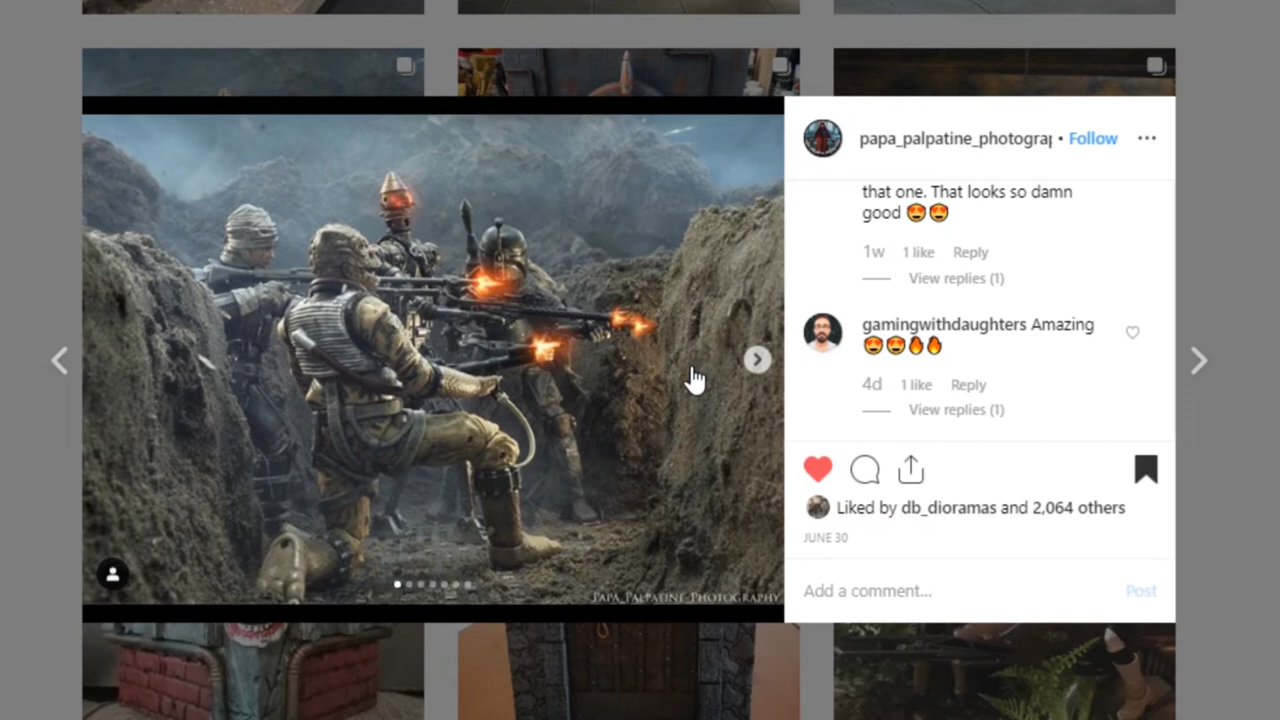 papa_palpatine_photograp • Follow
that one. That looks so damn
good 😍😍
1w 1 like Reply
View replies (1)
gamingwithdaughters Amazing
😍😍🔥🔥
4d 1 like Reply
View replies (1)
Liked by db_dioramas and 2,064 others
JUNE 30
Add a comment... Post
PAPA_PALPATINE_PHOTOGRAPHY